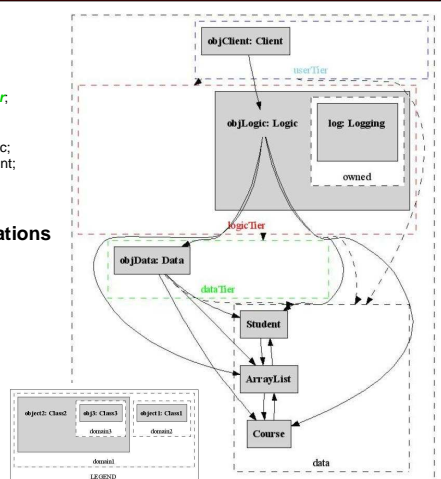 r;
c;
nt;
ations
objClient: Client
userTier
objLogic: Logic
log: Logging
owned
logicTier
objData: Data
dataTier
Student
ArrayList
Course
data
object2: Class2
obj3: Class3
object1: Class1
domain3
domain2
domain1
LEGEND